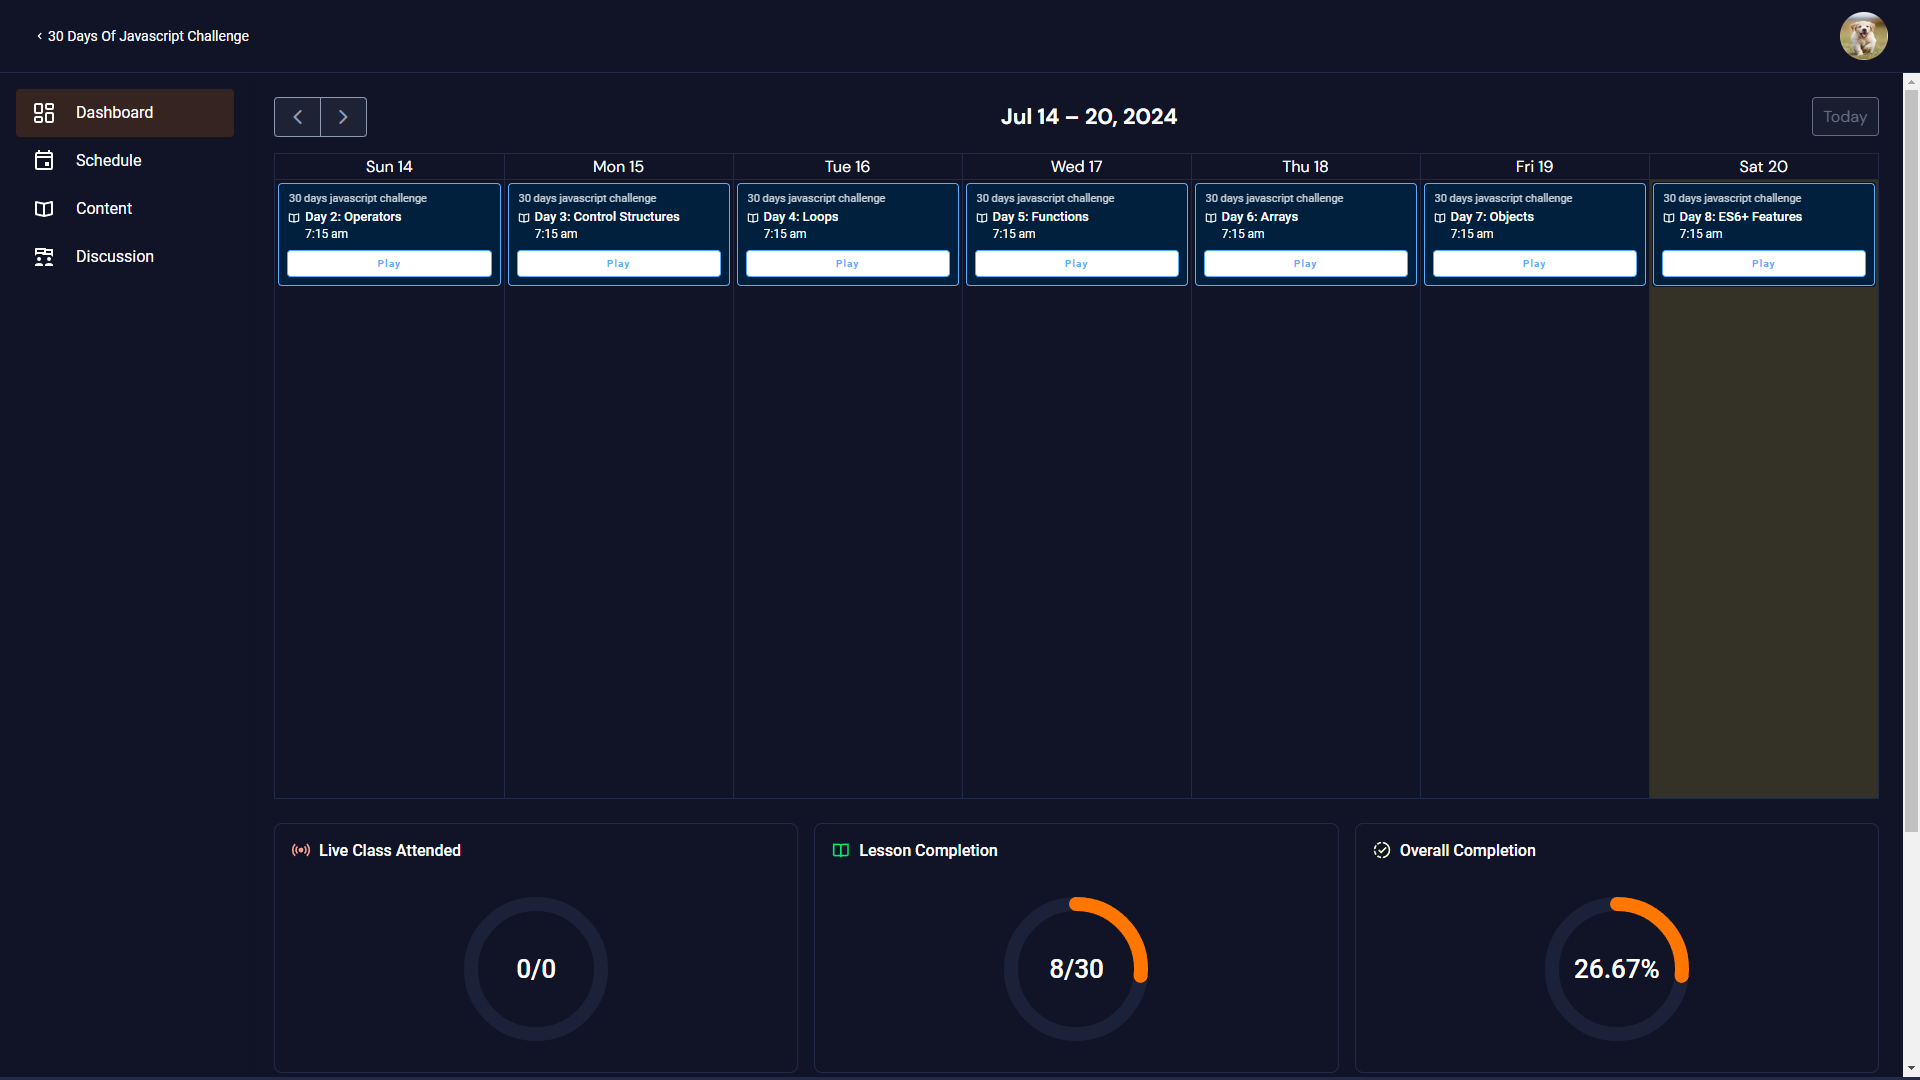 ‹ 30 Days Of Javascript Challenge
Dashboard
Schedule
Content
Discussion
Jul 14 – 20, 2024
Today
Sun 14
Mon 15
Tue 16
Wed 17
Thu 18
Fri 19
Sat 20
30 days javascript challenge
Day 2: Operators
7:15 am
Play
30 days javascript challenge
Day 3: Control Structures
7:15 am
Play
30 days javascript challenge
Day 4: Loops
7:15 am
Play
30 days javascript challenge
Day 5: Functions
7:15 am
Play
30 days javascript challenge
Day 6: Arrays
7:15 am
Play
30 days javascript challenge
Day 7: Objects
7:15 am
Play
30 days javascript challenge
Day 8: ES6+ Features
7:15 am
Play
Live Class Attended
0/0
Lesson Completion
8/30
Overall Completion
26.67%